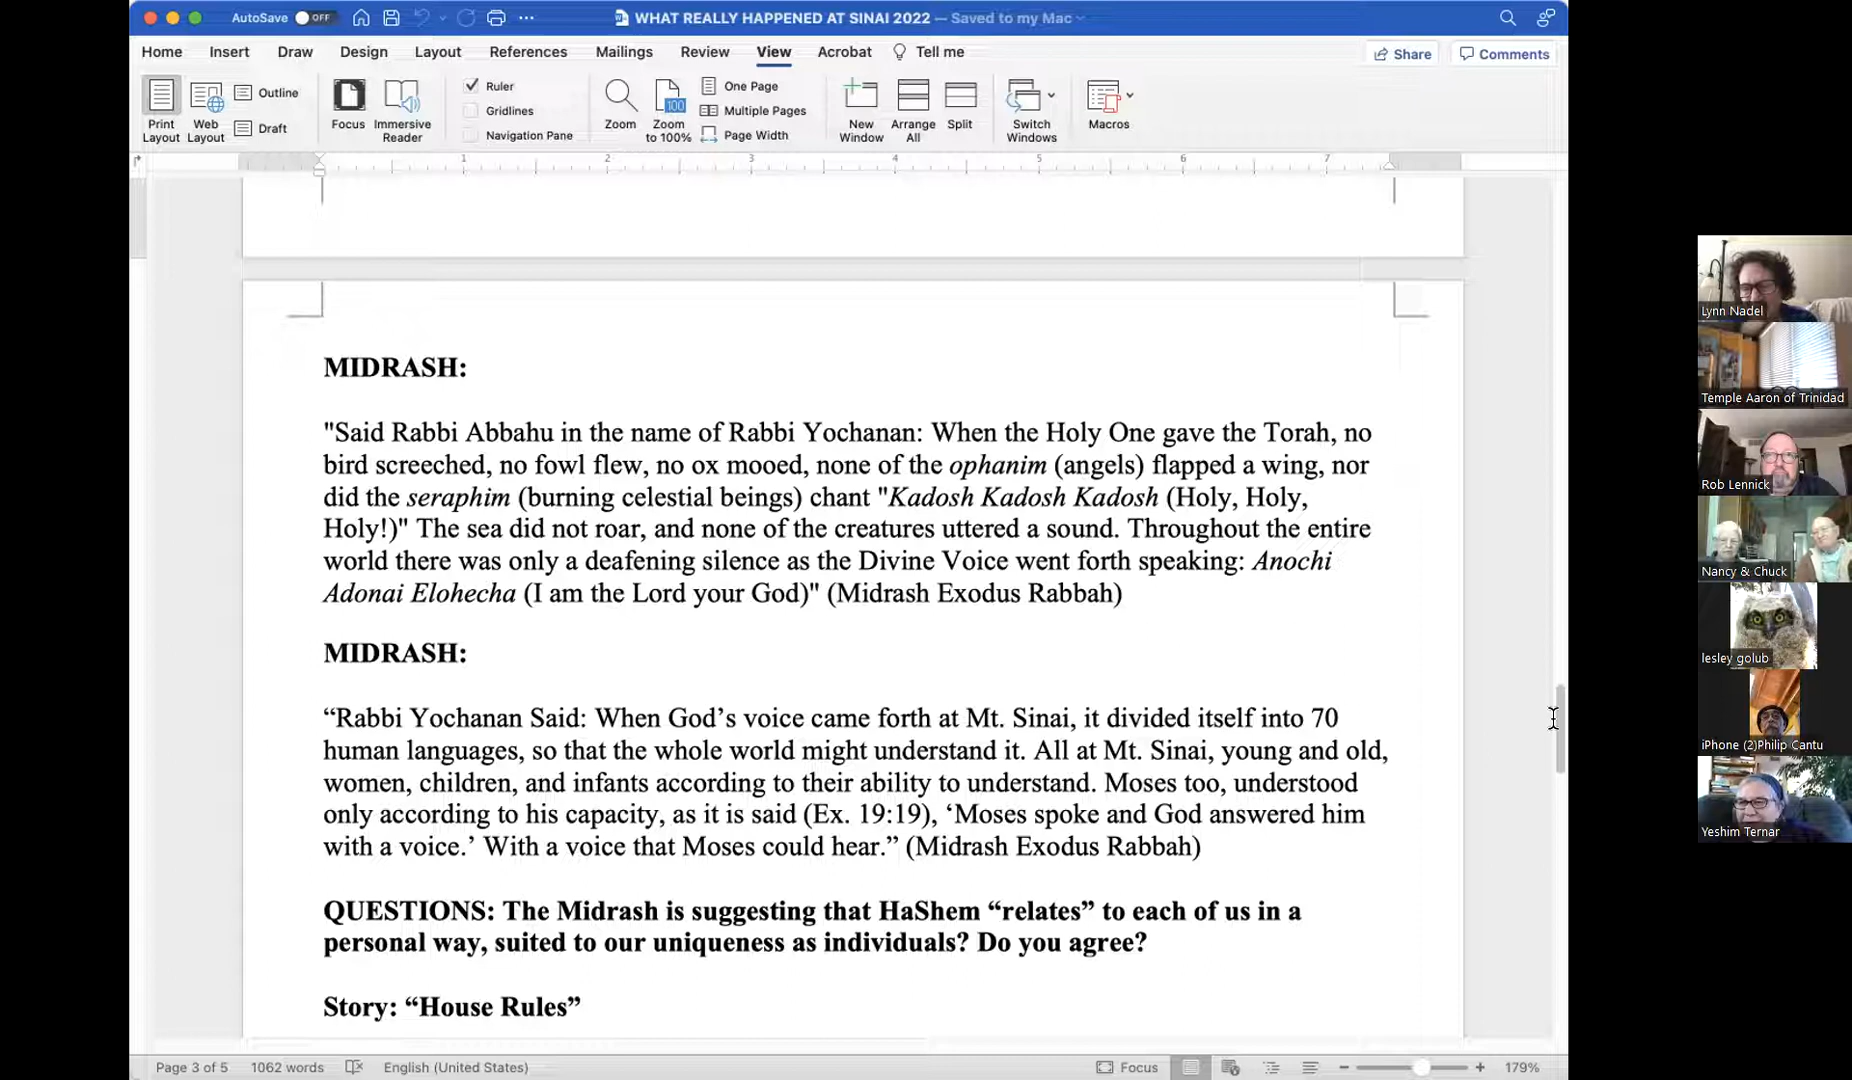 AutoSave OFF
WHAT REALLY HAPPENED AT SINAI 2022 — Saved to my Mac
Home Insert Draw Design Layout References Mailings Review View Acrobat Tell me
Share Comments
Print Layout
Web Layout
Outline
Draft
Focus
Immersive Reader
Ruler
Gridlines
Navigation Pane
Zoom
Zoom to 100%
100
One Page
Multiple Pages
Page Width
New Window
Arrange All
Split
Switch Windows
Macros
1 2 3 4 5 6 7
MIDRASH:
"Said Rabbi Abbahu in the name of Rabbi Yochanan: When the Holy One gave the Torah, no
bird screeched, no fowl flew, no ox mooed, none of the ophanim (angels) flapped a wing, nor
did the seraphim (burning celestial beings) chant "Kadosh Kadosh Kadosh (Holy, Holy,
Holy!)" The sea did not roar, and none of the creatures uttered a sound. Throughout the entire
world there was only a deafening silence as the Divine Voice went forth speaking: Anochi
Adonai Elohecha (I am the Lord your God)" (Midrash Exodus Rabbah)
MIDRASH:
“Rabbi Yochanan Said: When God’s voice came forth at Mt. Sinai, it divided itself into 70
human languages, so that the whole world might understand it. All at Mt. Sinai, young and old,
women, children, and infants according to their ability to understand. Moses too, understood
only according to his capacity, as it is said (Ex. 19:19), ‘Moses spoke and God answered him
with a voice.’ With a voice that Moses could hear.” (Midrash Exodus Rabbah)
QUESTIONS: The Midrash is suggesting that HaShem “relates” to each of us in a
personal way, suited to our uniqueness as individuals? Do you agree?
Story: “House Rules”
Page 3 of 5 1062 words English (United States) Focus 179%
Lynn Nadel
Temple Aaron of Trinidad
Rob Lennick
Nancy & Chuck
lesley golub
iPhone (2)Philip Cantu
Yeshim Ternar